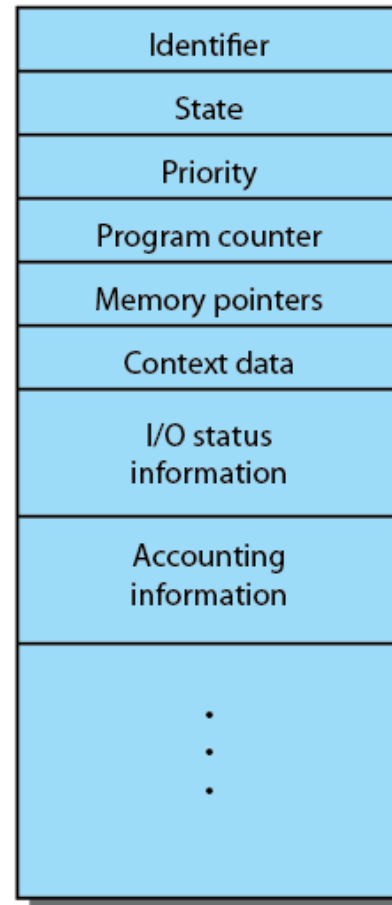 Identifier
State
Priority
Program counter
Memory pointers
Context data
I/O status
information
Accounting
information
.
.
.